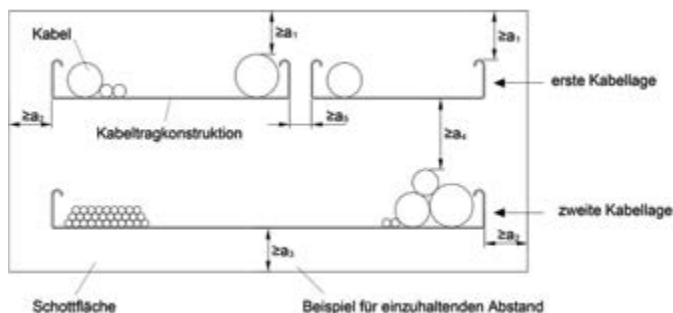 Kabel
≥a₁
≥a₁
erste Kabellage
≥a₂
Kabeltragkonstruktion
≥a₅
≥a₄
zweite Kabellage
≥a₂
≥a₃
Schottfläche
Beispiel für einzuhaltenden Abstand